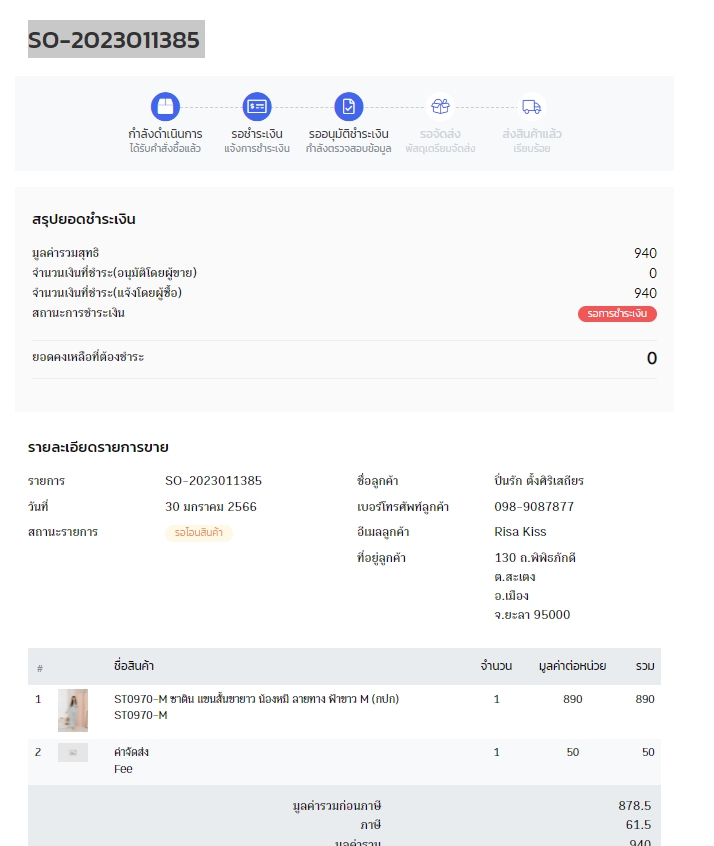 SO-2023011385
กำลังดำเนินการ
ได้รับคำสั่งซื้อแล้ว
รอชำระเงิน
แจ้งการชำระเงิน
รออนุมัติชำระเงิน
กำลังตรวจสอบข้อมูล
รอจัดส่ง
พัสดุเตรียมจัดส่ง
ส่งสินค้าแล้ว
เรียบร้อย
สรุปยอดชำระเงิน
มูลค่ารวมสุทธิ 940
จำนวนเงินที่ชำระ(อนุมัติโดยผู้ขาย) 0
จำนวนเงินที่ชำระ(แจ้งโดยผู้ซื้อ) 940
สถานะการชำระเงิน รอการชำระเงิน
ยอดคงเหลือที่ต้องชำระ 0
รายละเอียดรายการขาย
รายการ SO-2023011385 ชื่อลูกค้า ปิ่นรัก ตั้งศิริเสถียร
วันที่ 30 มกราคม 2566 เบอร์โทรศัพท์ลูกค้า 098-9087877
สถานะรายการ รอโอนสินค้า อีเมลลูกค้า Risa Kiss
ที่อยู่ลูกค้า 130 ถ.พิพิธภักดี
ต.สะเตง
อ.เมือง
จ.ยะลา 95000
# ชื่อสินค้า จำนวน มูลค่าต่อหน่วย รวม
1 ST0970-M ซาติน แขนสั้นขายาว น้องหมี ลายทาง ฟ้าขาว M (กปก) 1 890 890
ST0970-M
2 ค่าจัดส่ง 1 50 50
Fee
มูลค่ารวมก่อนภาษี 878.5
ภาษี 61.5
มูลค่ารวม 940